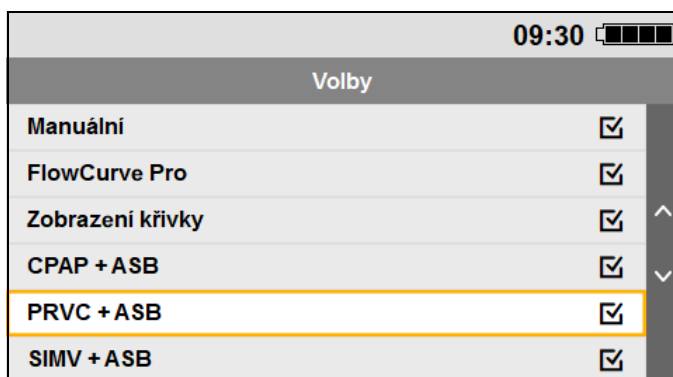 09:30
Volby
Manuální
FlowCurve Pro
Zobrazení křivky
CPAP + ASB
PRVC + ASB
SIMV + ASB